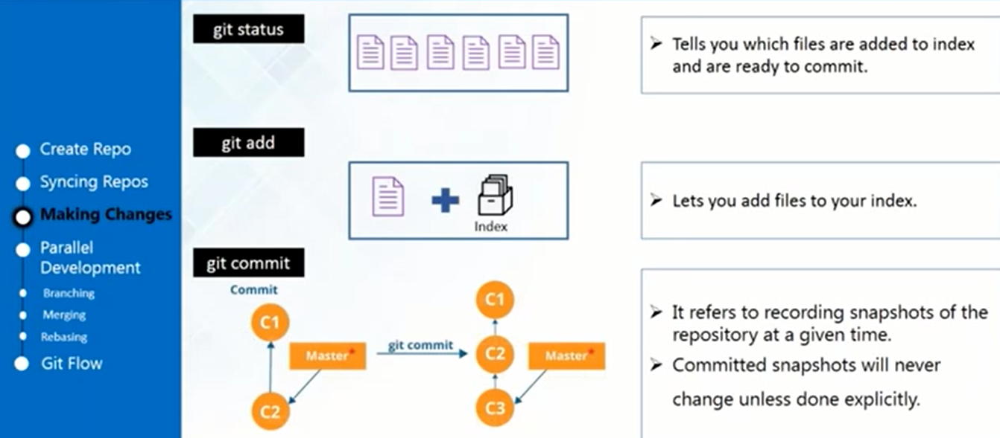 Create Repo
Syncing Repos
Making Changes
Parallel
Development
Branching
Merging
Rebasing
Git Flow
git status
➢ Tells you which files are added to index
and are ready to commit.
git add
Index
➢ Lets you add files to your index.
git commit
Commit
C1
Master*
C2
git commit
C1
C2
Master*
C3
➢ It refers to recording snapshots of the
repository at a given time.
➢ Committed snapshots will never
change unless done explicitly.